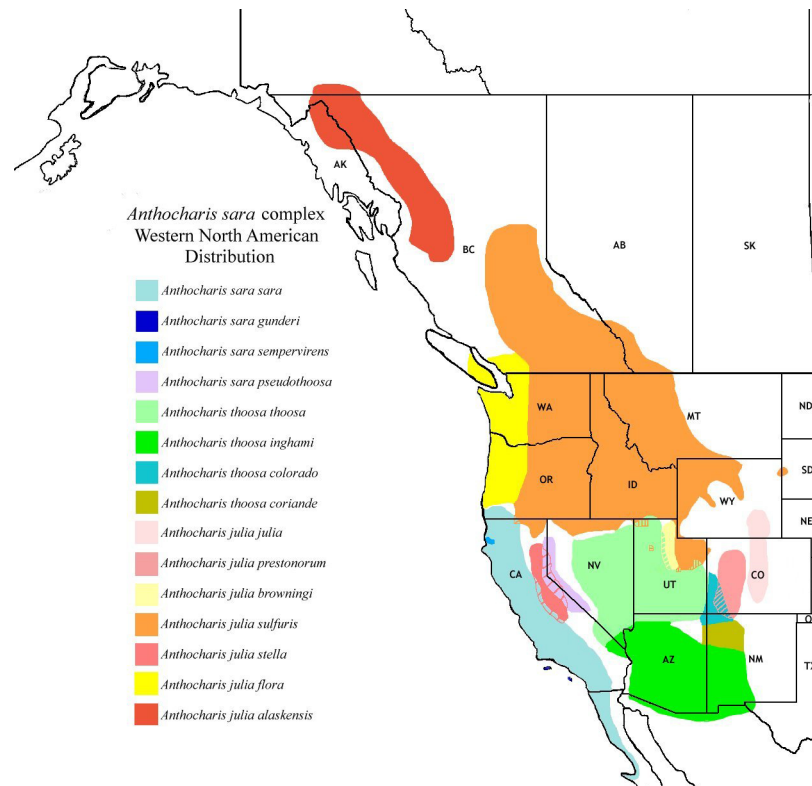 AK
BC
AB
SK
Anthocharis sara complex
Western North American
Distribution
Anthocharis sara sara
Anthocharis sara gunderi
Anthocharis sara sempervirens
Anthocharis sara pseudothoosa
Anthocharis thoosa thoosa
Anthocharis thoosa inghami
Anthocharis thoosa colorado
Anthocharis thoosa coriande
Anthocharis julia julia
Anthocharis julia prestonorum
Anthocharis julia browningi
Anthocharis julia sulfuris
Anthocharis julia stella
Anthocharis julia flora
Anthocharis julia alaskensis
WA
MT
ND
OR
ID
WY
SD
NE
CA
NV
UT
CO
AZ
NM